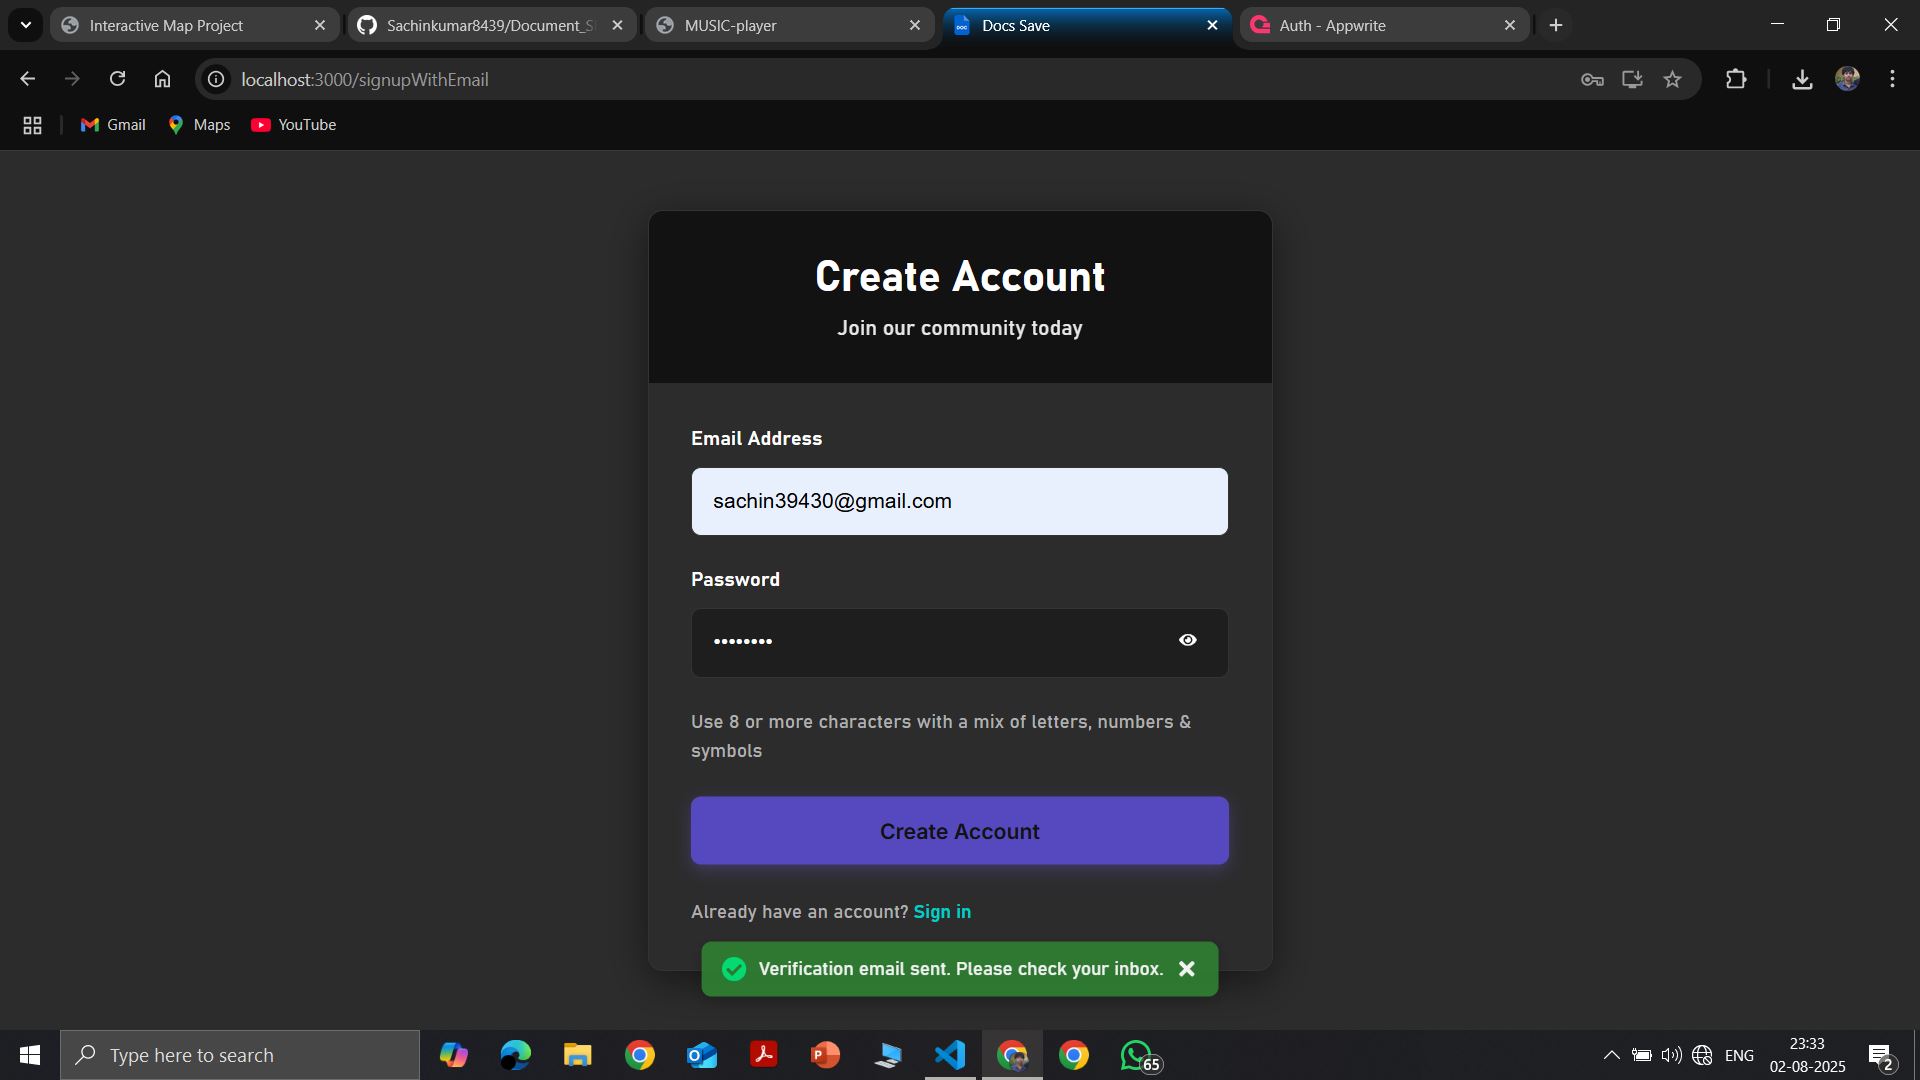 Interactive Map Project
Sachinkumar8439/Document_S
MUSIC-player
Docs Save
Auth - Appwrite
localhost:3000/signupWithEmail
Gmail
Maps
YouTube
Create Account
Join our community today
Email Address
sachin39430@gmail.com
Password
••••••••
Use 8 or more characters with a mix of letters, numbers &
symbols
Create Account
Already have an account? Sign in
Verification email sent. Please check your inbox.
Type here to search
65
ENG
23:33
02-08-2025
2